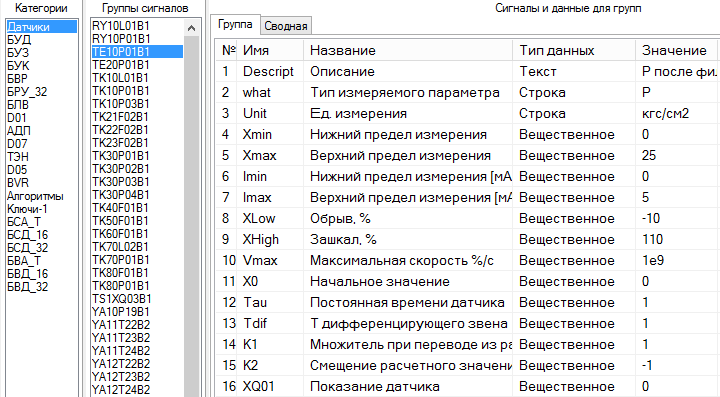 Категории
Датчики
БУД
БУЗ
БУК
БВР
БРУ_32
БПВ
D01
АДП
D07
ТЭН
D05
BVR
Алгоритмы
Ключи-1
БСА_Т
БСД_16
БСД_32
БВА_Т
БВД_16
БВД_32
Группы сигналов
RY10L01B1
RY10P01B1
TE10P01B1
TE20P01B1
TK10L01B1
TK10P01B1
TK10P03B1
TK21F02B1
TK22F02B1
TK23F02B1
TK30P01B1
TK30P02B1
TK30P03B1
TK30P04B1
TK40F01B1
TK50F01B1
TK60F01B1
TK70L02B1
TK70P01B1
TK80F01B1
TK80P01B1
TS1XQ03B1
YA10P19B1
YA11T22B2
YA11T23B2
YA11T24B2
YA12T22B2
YA12T23B2
YA12T24B2
Сигналы и данные для групп
Группа Сводная
№ Имя Название Тип данных Значение
1 Descript Описание Текст Р после фи.
2 what Тип измеряемого параметра Строка P
3 Unit Ед. измерения Строка кгс/см2
4 Xmin Нижний предел измерения Вещественное 0
5 Xmax Верхний предел измерения Вещественное 25
6 Imin Нижний предел измерения [мА Вещественное 0
7 Imax Верхний предел измерения [мА Вещественное 5
8 XLow Обрыв, % Вещественное -10
9 XHigh Зашкал, % Вещественное 110
10 Vmax Максимальная скорость %/с Вещественное 1e9
11 X0 Начальное значение Вещественное 0
12 Tau Постоянная времени датчика Вещественное 1
13 Tdif Т дифференцирующего звена Вещественное 1
14 K1 Множитель при переводе из ра Вещественное 1
15 K2 Смещение расчетного значени Вещественное -1
16 XQ01 Показание датчика Вещественное 0